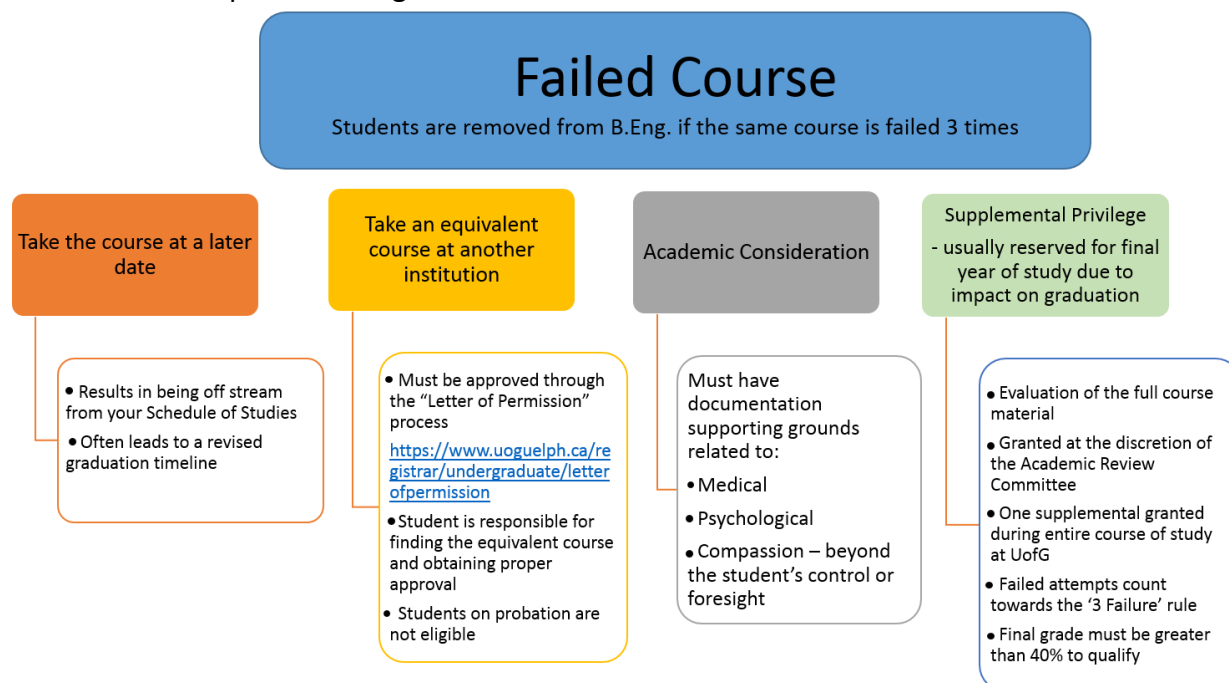 Failed Course
Students are removed from B.Eng. if the same course is failed 3 times
Take the course at a later
date
• Results in being off stream
from your Schedule of Studies
• Often leads to a revised
graduation timeline
Take an equivalent
course at another
institution
• Must be approved through
the “Letter of Permission”
process
https://www.uoguelph.ca/re
gistrar/undergraduate/letter
ofpermission
• Student is responsible for
finding the equivalent course
and obtaining proper
approval
• Students on probation are
not eligible
Academic Consideration
Must have
documentation
supporting grounds
related to:
• Medical
• Psychological
• Compassion – beyond
the student’s control or
foresight
Supplemental Privilege
- usually reserved for final
year of study due to
impact on graduation
• Evaluation of the full course
material
• Granted at the discretion of
the Academic Review
Committee
• One supplemental granted
during entire course of study
at UofG
• Failed attempts count
towards the ‘3 Failure’ rule
• Final grade must be greater
than 40% to qualify